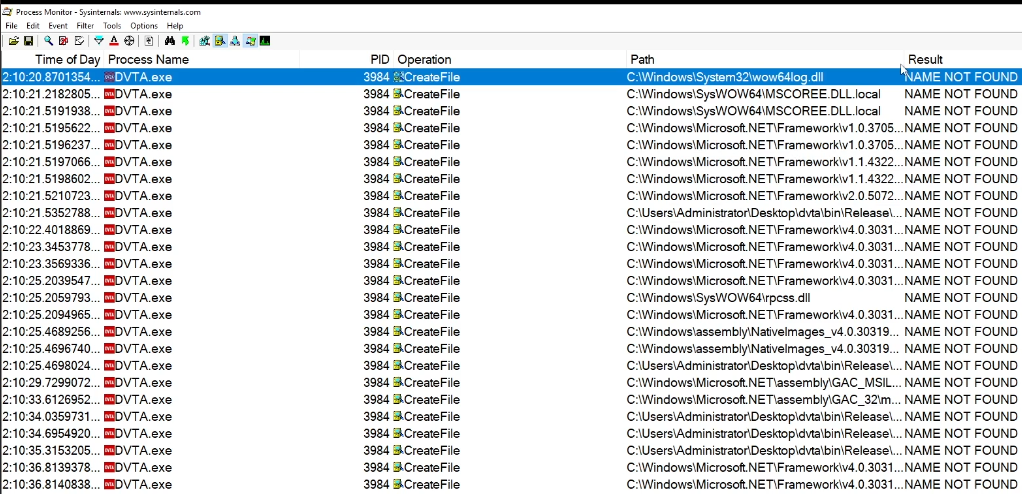 Process Monitor - Sysinternals: www.sysinternals.com
File Edit Event Filter Tools Options Help
Time of Day Process Name PID Operation Path Result
2:10:20.8701354... DVTA.exe 3984 CreateFile C:\Windows\System32\wow64log.dll NAME NOT FOUND
2:10:21.2182805... DVTA.exe 3984 CreateFile C:\Windows\SysWOW64\MSCOREE.DLL.local NAME NOT FOUND
2:10:21.5191938... DVTA.exe 3984 CreateFile C:\Windows\SysWOW64\MSCOREE.DLL.local NAME NOT FOUND
2:10:21.5195622... DVTA.exe 3984 CreateFile C:\Windows\Microsoft.NET\Framework\v1.0.3705... NAME NOT FOUND
2:10:21.5196237... DVTA.exe 3984 CreateFile C:\Windows\Microsoft.NET\Framework\v1.0.3705... NAME NOT FOUND
2:10:21.5197066... DVTA.exe 3984 CreateFile C:\Windows\Microsoft.NET\Framework\v1.1.4322... NAME NOT FOUND
2:10:21.5198602... DVTA.exe 3984 CreateFile C:\Windows\Microsoft.NET\Framework\v1.1.4322... NAME NOT FOUND
2:10:21.5210723... DVTA.exe 3984 CreateFile C:\Windows\Microsoft.NET\Framework\v2.0.5072... NAME NOT FOUND
2:10:21.5352788... DVTA.exe 3984 CreateFile C:\Users\Administrator\Desktop\dvta\bin\Release\... NAME NOT FOUND
2:10:22.4018869... DVTA.exe 3984 CreateFile C:\Windows\Microsoft.NET\Framework\v4.0.3031... NAME NOT FOUND
2:10:23.3453778... DVTA.exe 3984 CreateFile C:\Windows\Microsoft.NET\Framework\v4.0.3031... NAME NOT FOUND
2:10:23.3569336... DVTA.exe 3984 CreateFile C:\Windows\Microsoft.NET\Framework\v4.0.3031... NAME NOT FOUND
2:10:25.2039547... DVTA.exe 3984 CreateFile C:\Windows\Microsoft.NET\Framework\v4.0.3031... NAME NOT FOUND
2:10:25.2059793... DVTA.exe 3984 CreateFile C:\Windows\SysWOW64\rpcss.dll NAME NOT FOUND
2:10:25.2094965... DVTA.exe 3984 CreateFile C:\Windows\Microsoft.NET\Framework\v4.0.3031... NAME NOT FOUND
2:10:25.4689256... DVTA.exe 3984 CreateFile C:\Windows\assembly\NativeImages_v4.0.30319... NAME NOT FOUND
2:10:25.4696740... DVTA.exe 3984 CreateFile C:\Windows\assembly\NativeImages_v4.0.30319... NAME NOT FOUND
2:10:25.4698024... DVTA.exe 3984 CreateFile C:\Users\Administrator\Desktop\dvta\bin\Release\... NAME NOT FOUND
2:10:29.7299072... DVTA.exe 3984 CreateFile C:\Windows\Microsoft.NET\assembly\GAC_MSIL... NAME NOT FOUND
2:10:33.6126952... DVTA.exe 3984 CreateFile C:\Windows\Microsoft.NET\assembly\GAC_32\m... NAME NOT FOUND
2:10:34.0359731... DVTA.exe 3984 CreateFile C:\Users\Administrator\Desktop\dvta\bin\Release\... NAME NOT FOUND
2:10:34.6954920... DVTA.exe 3984 CreateFile C:\Users\Administrator\Desktop\dvta\bin\Release\... NAME NOT FOUND
2:10:35.3153205... DVTA.exe 3984 CreateFile C:\Users\Administrator\Desktop\dvta\bin\Release\... NAME NOT FOUND
2:10:36.8139378... DVTA.exe 3984 CreateFile C:\Windows\Microsoft.NET\Framework\v4.0.3031... NAME NOT FOUND
2:10:36.8140838... DVTA.exe 3984 CreateFile C:\Windows\Microsoft.NET\Framework\v4.0.3031... NAME NOT FOUND